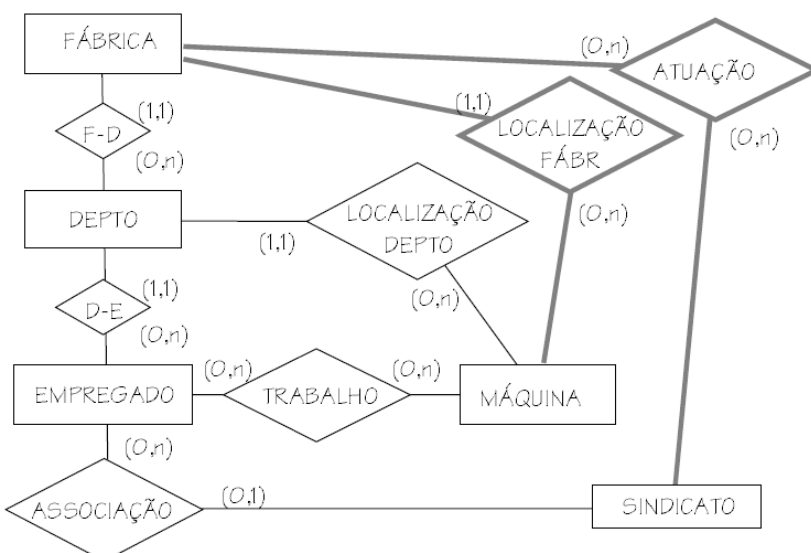 FÁBRICA
(0,n)
ATUAÇÃO
(1,1)
(1,1)
F-D
LOCALIZAÇÃO
FÁBR
(0,n)
(0,n)
DEPTO
LOCALIZAÇÃO
DEPTO
(0,n)
(1,1)
(1,1)
D-E
(0,n)
(0,n)
EMPREGADO
(0,n)
TRABALHO
(0,n)
MÁQUINA
(0,n)
ASSOCIAÇÃO
(0,1)
SINDICATO